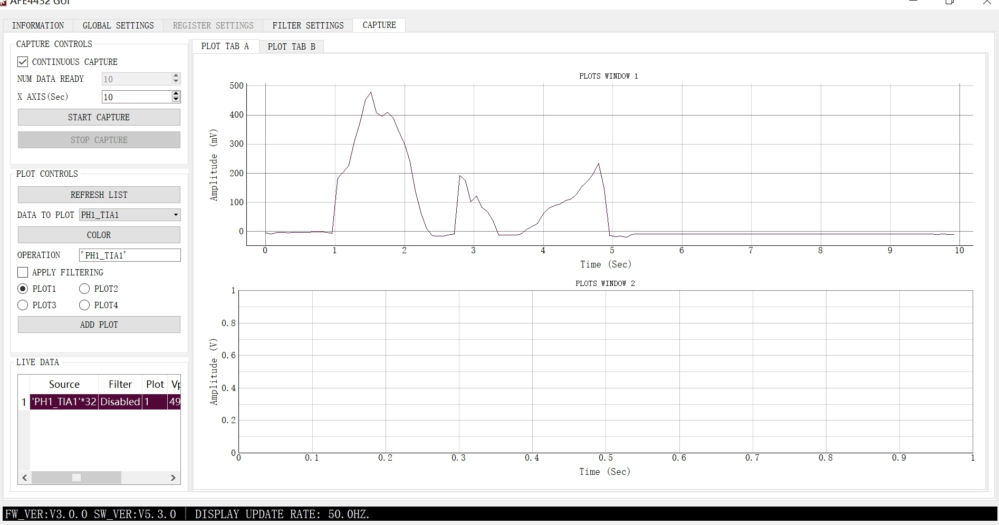 AFE4432 GUI
INFORMATION GLOBAL SETTINGS REGISTER SETTINGS FILTER SETTINGS CAPTURE
CAPTURE CONTROLS
CONTINUOUS CAPTURE
NUM DATA READY 10
X AXIS(Sec) 10
START CAPTURE
STOP CAPTURE
PLOT CONTROLS
REFRESH LIST
DATA TO PLOT PH1_TIA1
COLOR
OPERATION 'PH1_TIA1'
APPLY FILTERING
PLOT1 PLOT2
PLOT3 PLOT4
ADD PLOT
LIVE DATA
Source Filter Plot Vp
1 'PH1_TIA1'*32 Disabled 1 49
PLOT TAB A PLOT TAB B
PLOTS WINDOW 1
500
400
300
200
100
0
Amplitude (mV)
0 1 2 3 4 5 6 7 8 9 10
Time (Sec)
PLOTS WINDOW 2
1
0.8
0.6
0.4
0.2
0
Amplitude (V)
0 0.1 0.2 0.3 0.4 0.5 0.6 0.7 0.8 0.9 1
Time (Sec)
FW_VER:V3.0.0 SW_VER:V5.3.0 | DISPLAY UPDATE RATE: 50.0HZ.